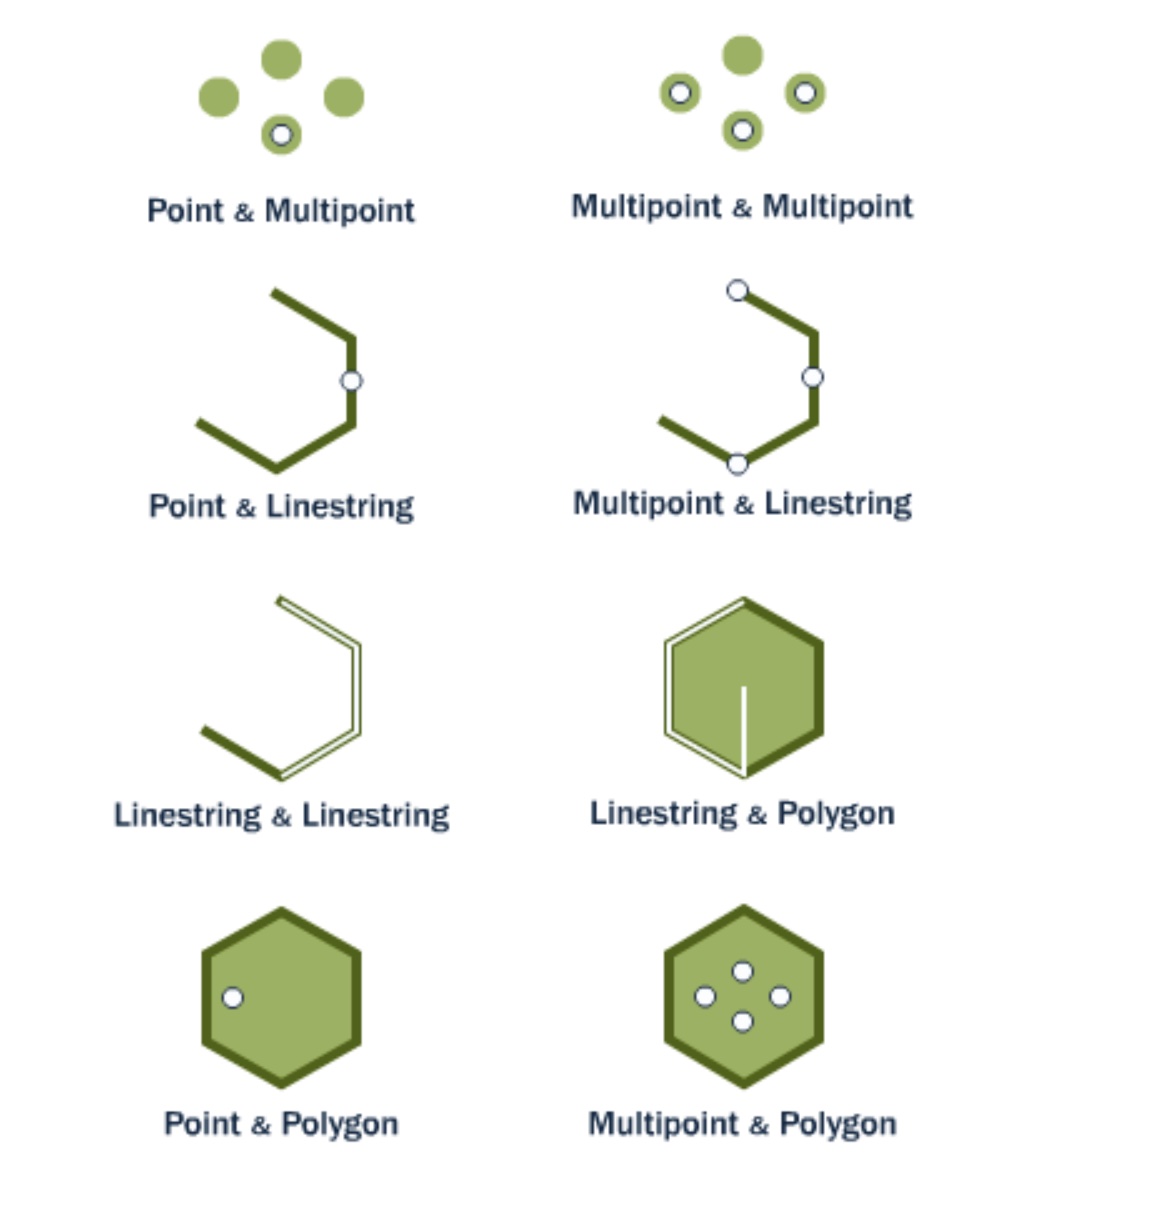 Point & Multipoint
Multipoint & Multipoint
Point & Linestring
Multipoint & Linestring
Linestring & Linestring
Linestring & Polygon
Point & Polygon
Multipoint & Polygon